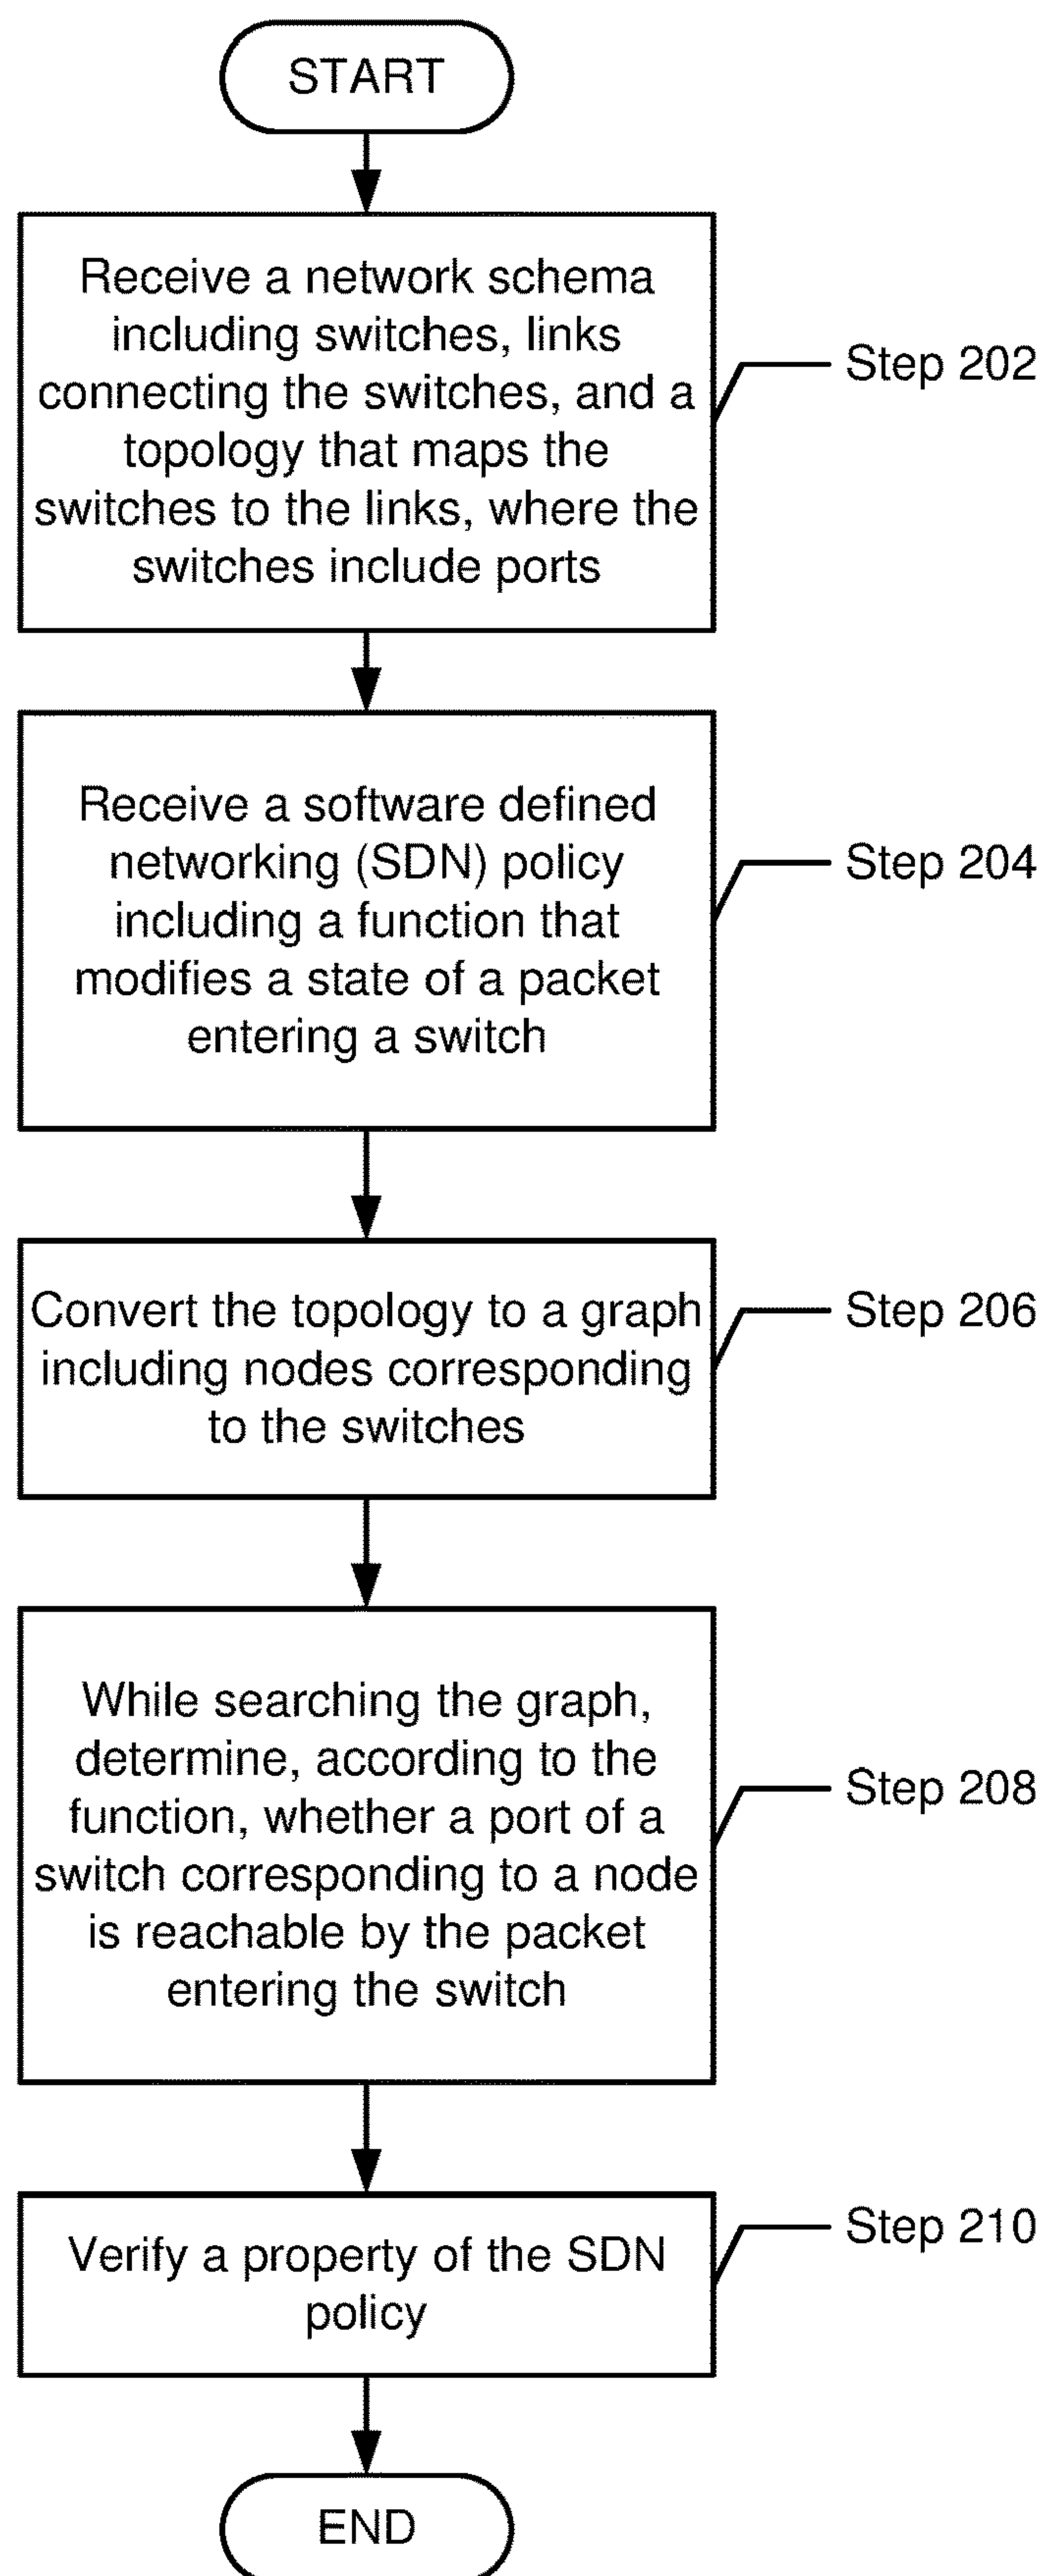 START
Receive a network schema
including switches, links
connecting the switches, and a
topology that maps the
switches to the links, where the
switches include ports
Step 202
Receive a software defined
networking (SDN) policy
including a function that
modifies a state of a packet
entering a switch
Step 204
Convert the topology to a graph
including nodes corresponding
to the switches
Step 206
While searching the graph,
determine, according to the
function, whether a port of a
switch corresponding to a node
is reachable by the packet
entering the switch
Step 208
Verify a property of the SDN
policy
Step 210
END